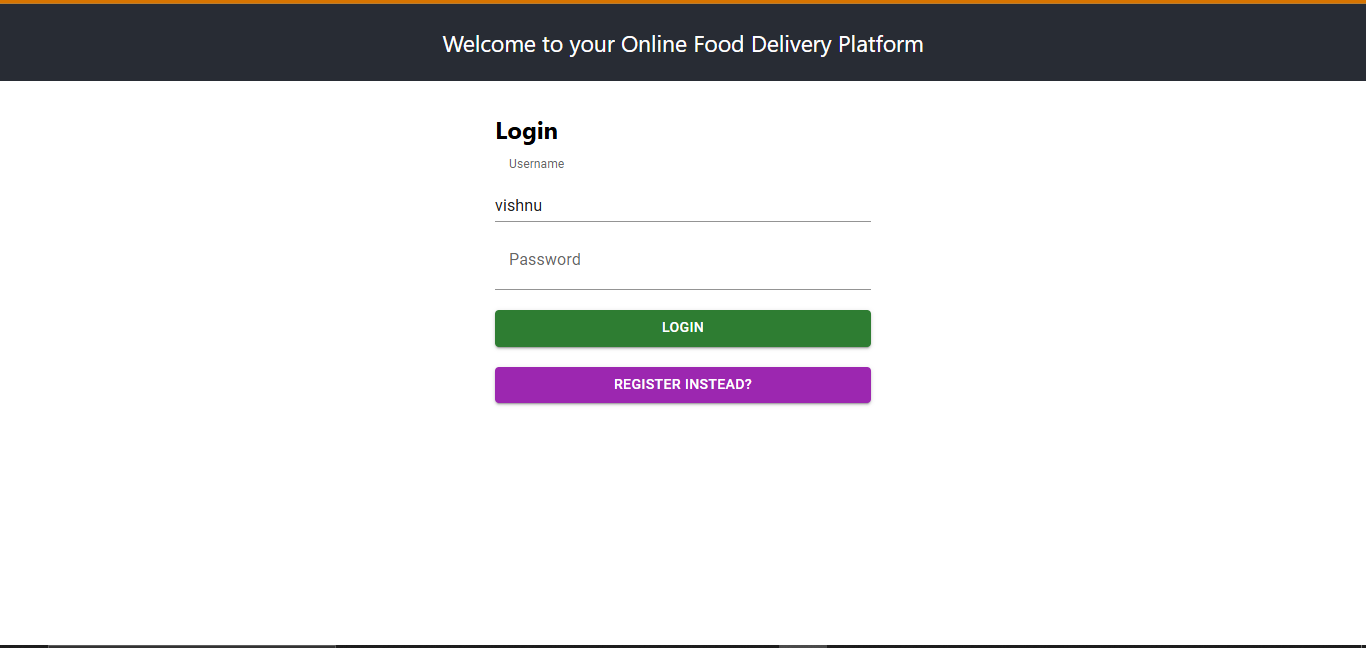 Welcome to your Online Food Delivery Platform
Login
Username
vishnu
Password
LOGIN
REGISTER INSTEAD?